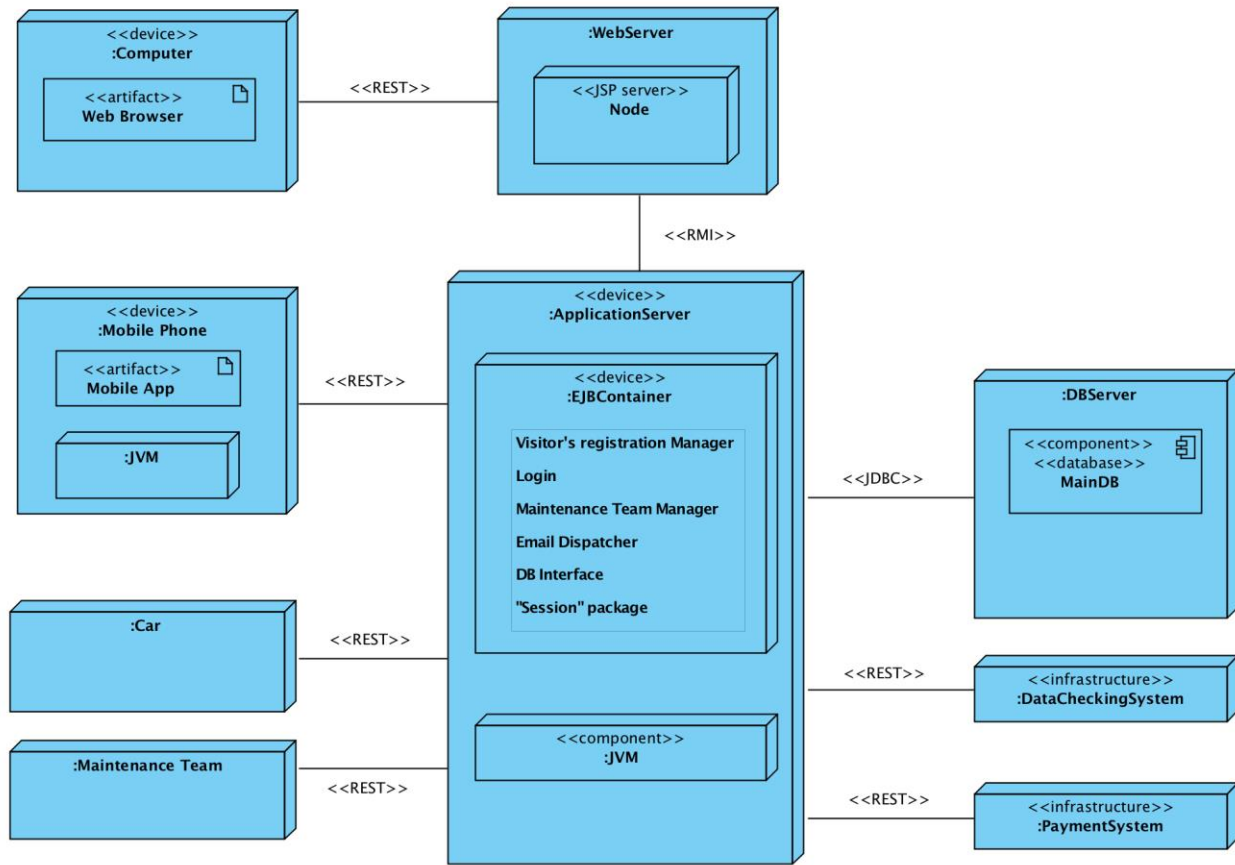 <<device>>
:Computer
<<artifact>>
Web Browser
<<REST>>
:WebServer
<<JSP server>>
Node
<<RMI>>
<<device>>
:Mobile Phone
<<artifact>>
Mobile App
:JVM
<<REST>>
<<device>>
:ApplicationServer
<<device>>
:EJBContainer
Visitor's registration Manager
Login
Maintenance Team Manager
Email Dispatcher
DB Interface
"Session" package
<<component>>
:JVM
<<JDBC>>
:DBServer
<<component>>
<<database>>
MainDB
:Car
<<REST>>
:Maintenance Team
<<REST>>
<<REST>>
<<infrastructure>>
:DataCheckingSystem
<<REST>>
<<infrastructure>>
:PaymentSystem